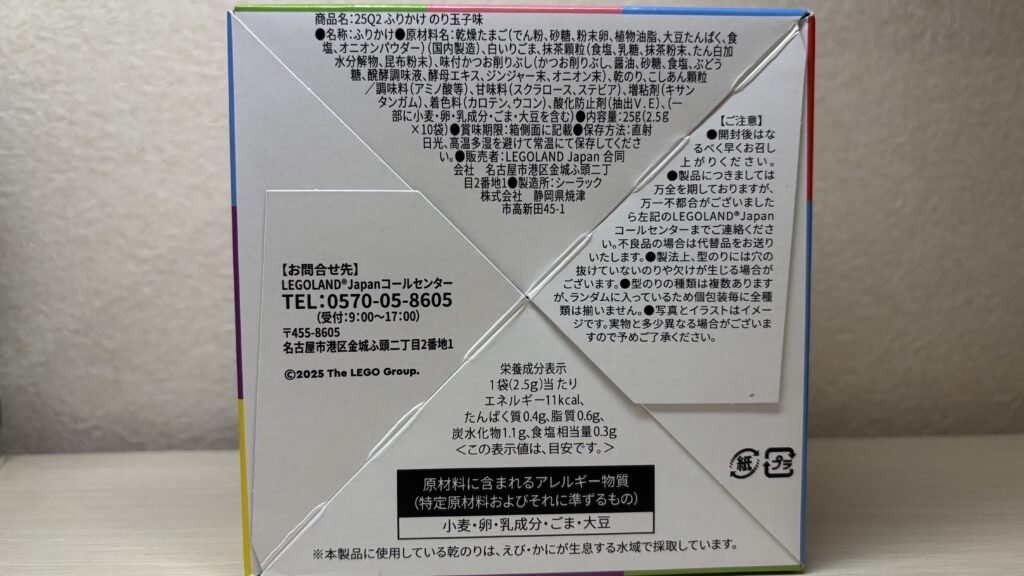 商品名:25Q2 ふりかけ のり玉子味
●名称:ふりかけ●原材料名:乾燥たまご(でん粉、砂糖、粉末卵、植物油脂、大豆たんぱく、食
塩、オニオンパウダー)(国内製造)、白いりごま、抹茶顆粒(食塩、乳糖、抹茶粉末、たん白加
水分解物、昆布粉末)、味付かつお削りぶし(かつお削りぶし、醤油、砂糖、食塩、ぶどう
糖、醗酵調味液、酵母エキス、ジンジャー末、オニオン末)、乾のり、こしあん顆粒
/調味料(アミノ酸等)、甘味料(スクラロース、ステビア)、増粘剤(キサン
タンガム)、着色料(カロテン、ウコン)、酸化防止剤(抽出V.E)、(一
部に小麦・卵・乳成分・ごま・大豆を含む)●内容量:25g(2.5g
×10袋)●賞味期限:箱側面に記載●保存方法:直射
日光、高温多湿を避けて常温にて保存してくださ
い。●販売者:LEGOLAND Japan 合同
会社 名古屋市港区金城ふ頭二丁
目2番地1●製造所:シーラック
株式会社 静岡県焼津
市高新田45-1
【ご注意】
●開封後はな
るべく早くお召し
上がりください。
●製品につきましては
万全を期しておりますが、
万一不都合がございました
ら左記のLEGOLAND®Japan
コールセンターまでご連絡くださ
い。不良品の場合は代替品をお送り
いたします。●製法上、型のりには穴の
抜けていないのりや欠けが生じる場合が
ございます。●型のりの種類は複数あります
が、ランダムに入っているため個包装毎に全種
類は揃いません。●写真とイラストはイメー
ジです。実物と多少異なる場合がございま
すので予めご了承ください。
【お問合せ先】
LEGOLAND®Japanコールセンター
TEL:0570-05-8605
(受付:9:00〜17:00)
〒455-8605
名古屋市港区金城ふ頭二丁目2番地1
©2025 The LEGO Group.
栄養成分表示
1袋(2.5g)当たり
エネルギー11kcal、
たんぱく質0.4g、脂質0.6g、
炭水化物1.1g、食塩相当量0.3g
<この表示値は、目安です。>
紙
プラ
原材料に含まれるアレルギー物質
(特定原材料およびそれに準ずるもの)
小麦・卵・乳成分・ごま・大豆
※本製品に使用している乾のりは、えび・かにが生息する水域で採取しています。